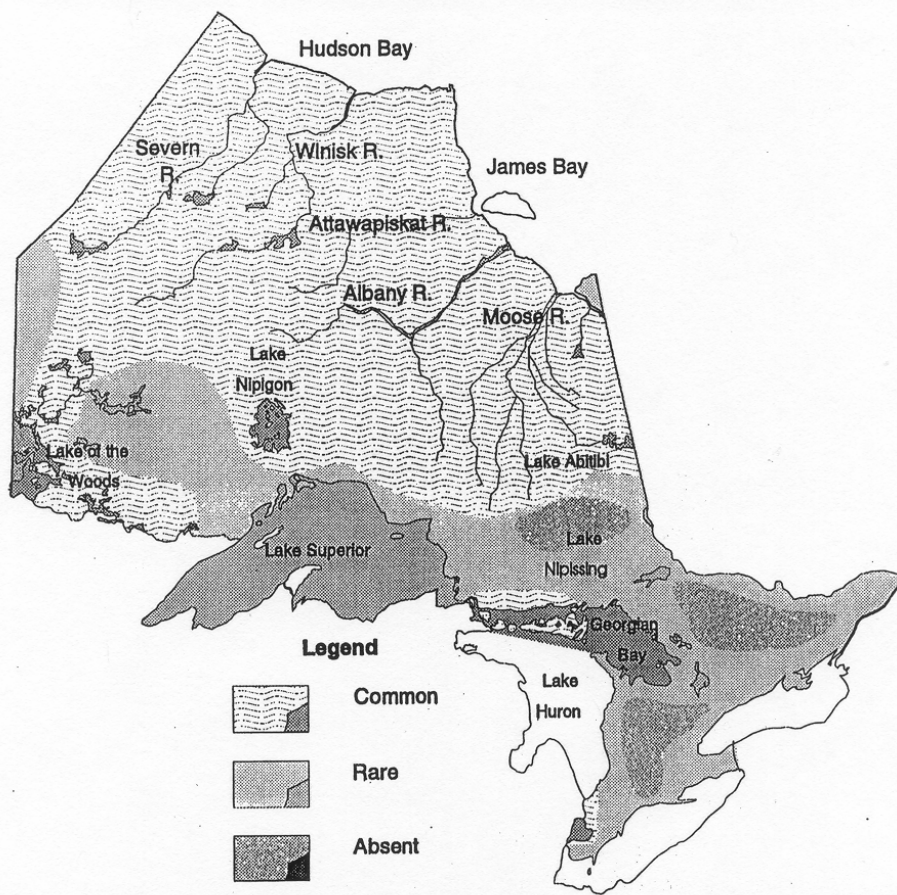 Hudson Bay
Severn
R.
Winisk R.
James Bay
Attawapiskat R.
Albany R.
Moose R.
Lake
Nipigon
Lake of the
Woods
Lake Abitibi
Lake Superior
Lake
Nipissing
Georgian
Bay
Lake
Huron
Legend
Common
Rare
Absent